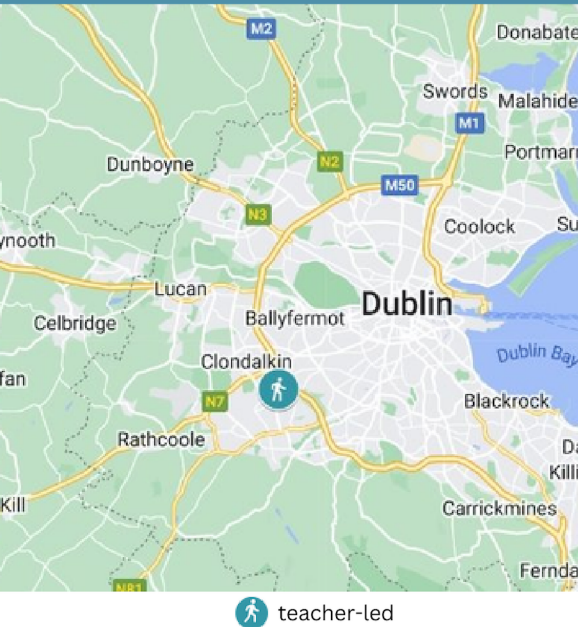 M2
Donabate
Swords
Malahide
M1
Portmarn
Dunboyne
N2
M50
N3
Coolock
Su
ynooth
Lucan
Dublin
Celbridge
Ballyfermot
Dublin Bay
Clondalkin
fan
N7
Blackrock
Rathcoole
Da
Killi
Kill
Carrickmines
Fernda
N81
teacher-led